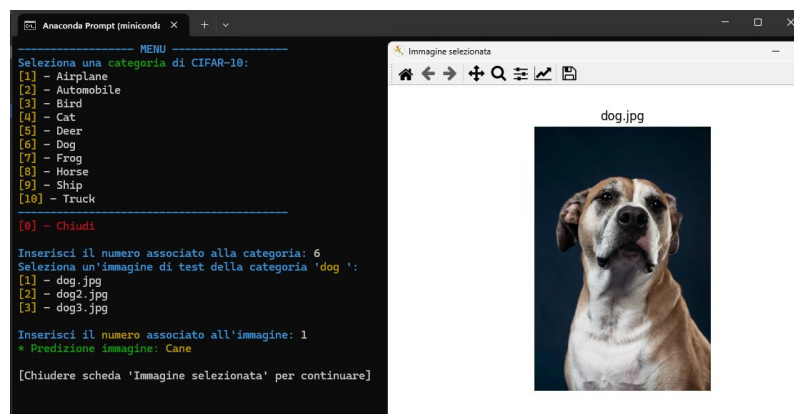 Anaconda Prompt (miniconda
—————————————————— MENU ——————————————————
Seleziona una categoria di CIFAR-10:
[1] - Airplane
[2] - Automobile
[3] - Bird
[4] - Cat
[5] - Deer
[6] - Dog
[7] - Frog
[8] - Horse
[9] - Ship
[10] - Truck
[0] - Chiudi
Inserisci il numero associato alla categoria: 6
Seleziona un'immagine di test della categoria 'dog ':
[1] - dog.jpg
[2] - dog2.jpg
[3] - dog3.jpg
Inserisci il numero associato all'immagine: 1
* Predizione immagine: Cane
[Chiudere scheda 'Immagine selezionata' per continuare]
Immagine selezionata
dog.jpg